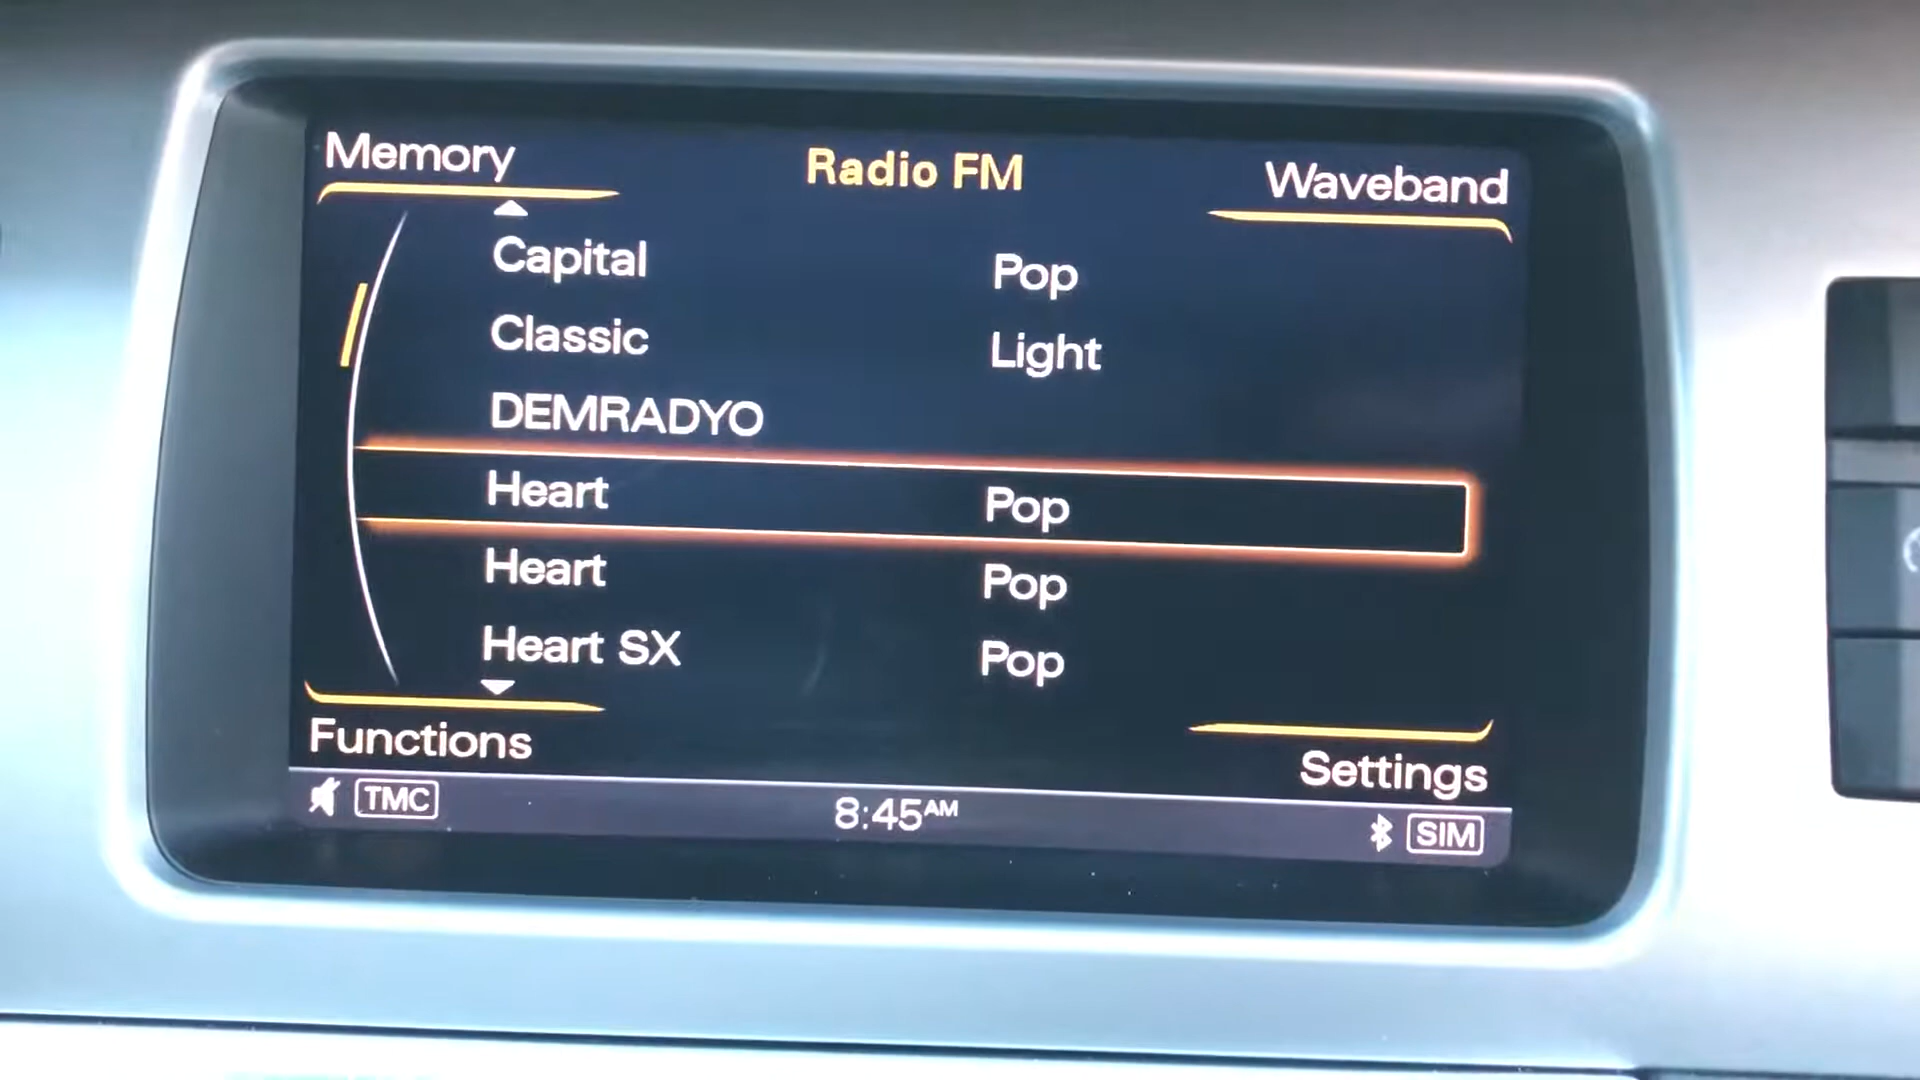 Memory Radio FM Waveband
Capital Pop
Classic Light
DEMRADYO
Heart Pop
Heart Pop
Heart SX Pop
Functions Settings
TMC 8:45AM SIM